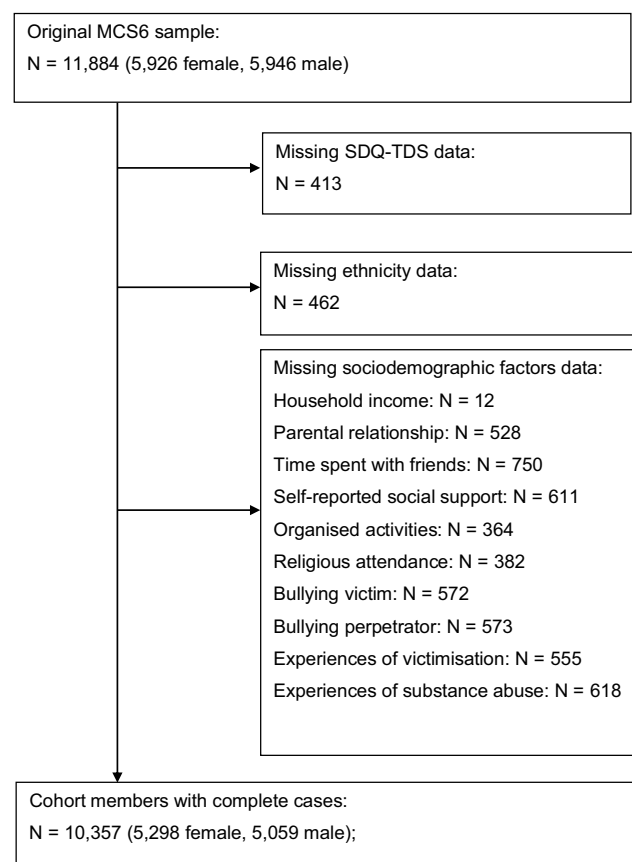 Original MCS6 sample:
N = 11,884 (5,926 female, 5,946 male)
Missing SDQ-TDS data:
N = 413
Missing ethnicity data:
N = 462
Missing sociodemographic factors data:
Household income: N = 12
Parental relationship: N = 528
Time spent with friends: N = 750
Self-reported social support: N = 611
Organised activities: N = 364
Religious attendance: N = 382
Bullying victim: N = 572
Bullying perpetrator: N = 573
Experiences of victimisation: N = 555
Experiences of substance abuse: N = 618
Cohort members with complete cases:
N = 10,357 (5,298 female, 5,059 male);